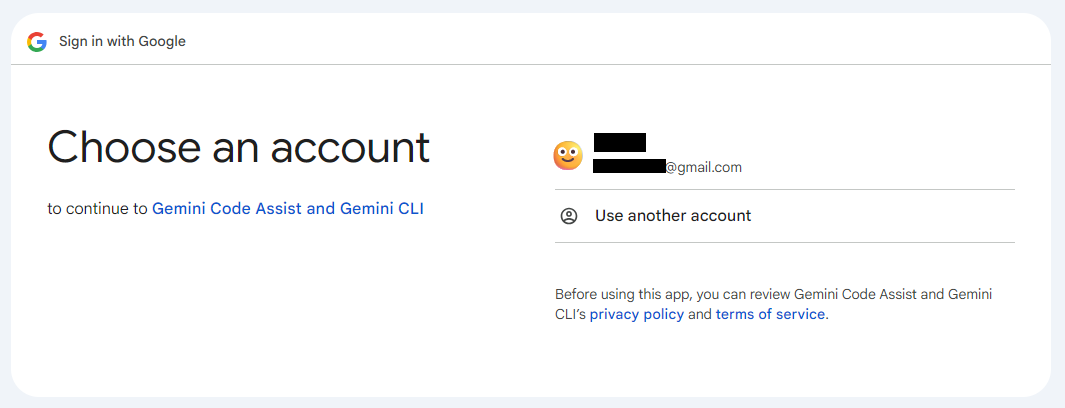 Sign in with Google
Choose an account
to continue to Gemini Code Assist and Gemini CLI
@gmail.com
Use another account
Before using this app, you can review Gemini Code Assist and Gemini
CLI’s privacy policy and terms of service.